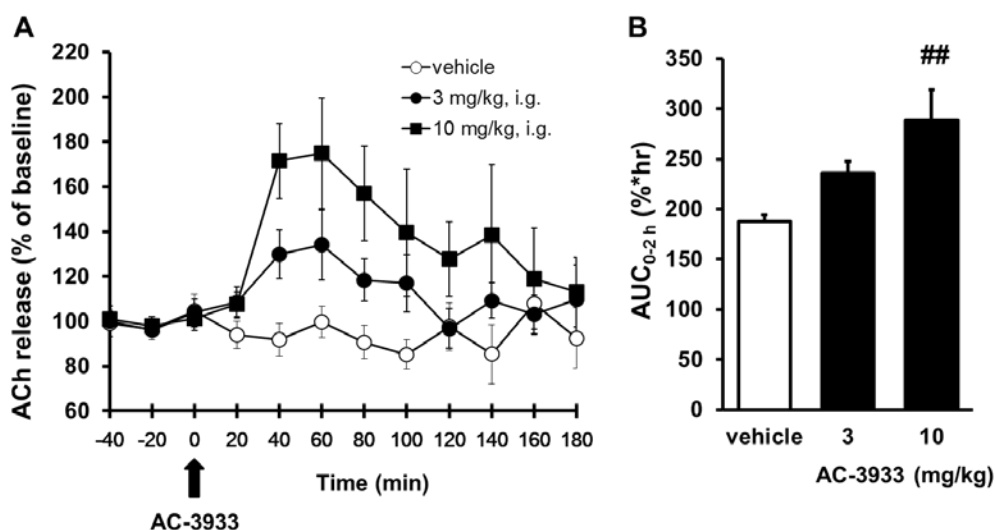 A
220
200
180
160
140
120
100
80
60
ACh release (% of baseline)
vehicle
3 mg/kg, i.g.
10 mg/kg, i.g.
-40 -20 0 20 40 60 80 100 120 140 160 180
Time (min)
AC-3933
B
350
300
250
200
150
100
50
0
AUC0-2 h (%*hr)
##
vehicle 3 10
AC-3933 (mg/kg)